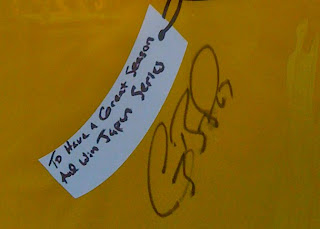 To Have A Great Season
And Win Japan Series